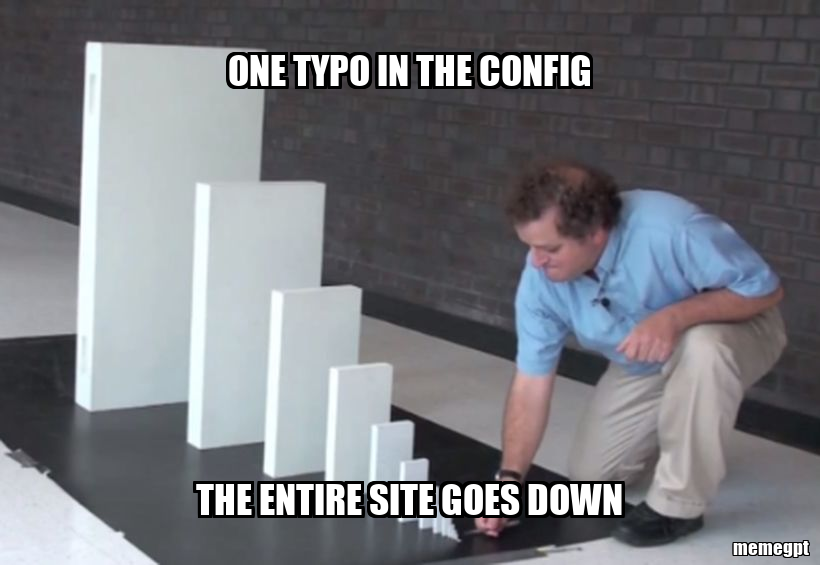 ONE TYPO IN THE CONFIG
THE ENTIRE SITE GOES DOWN
memegpt